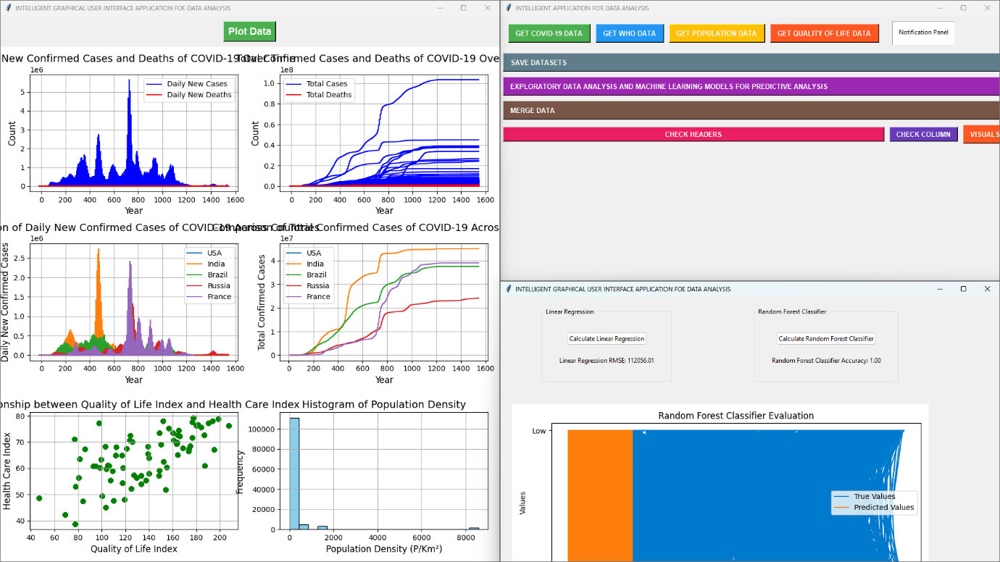 INTELLIGENT GRAPHICAL USER INTERFACE APPLICATION FOE DATA ANALYSIS
Plot Data
New Confirmed Cases and Deaths of COVID-19 Over Time
Total Confirmed Cases and Deaths of COVID-19 Ove
1e6
Daily New Cases
Daily New Deaths
5
4
3
2
1
0
Count
0 200 400 600 800 1000 1200 1400 1600
Year
1e8
Total Cases
Total Deaths
1.0
0.8
0.6
0.4
0.2
0.0
Count
0 200 400 600 800 1000 1200 1400 1600
Year
on of Daily New Confirmed Cases of COVID-19 Across Countries
Comparison of Total Confirmed Cases of COVID-19 Acros
1e6
USA
India
Brazil
Russia
France
2.5
2.0
1.5
1.0
0.5
0.0
Daily New Confirmed Cases
0 200 400 600 800 1000 1200 1400 1600
Year
1e7
USA
India
Brazil
Russia
France
4
3
2
1
0
Total Confirmed Cases
0 200 400 600 800 1000 1200 1400 1600
Year
onship between Quality of Life Index and Health Care Index
80
70
60
50
40
Health Care Index
40 60 80 100 120 140 160 180 200
Quality of Life Index
Histogram of Population Density
100000
80000
60000
40000
20000
0
Frequency
0 2000 4000 6000 8000
Population Density (P/Km²)
INTELLIGENT APPLICATION FOR DATA ANALYSIS
GET COVID-19 DATA
GET WHO DATA
GET POPULATION DATA
GET QUALITY OF LIFE DATA
Notification Panel
SAVE DATASETS
EXPLORATORY DATA ANALYSIS AND MACHINE LEARNING MODELS FOR PREDICTIVE ANALYSIS
MERGE DATA
CHECK HEADERS
CHECK COLUMN
VISUALS
INTELLIGENT GRAPHICAL USER INTERFACE APPLICATION FOE DATA ANALYSIS
Linear Regression
Calculate Linear Regression
Linear Regression RMSE: 112056.01
Random Forest Classifier
Calculate Random Forest Classifier
Random Forest Classifier Accuracy: 1.00
Random Forest Classifier Evaluation
Low
Values
True Values
Predicted Values